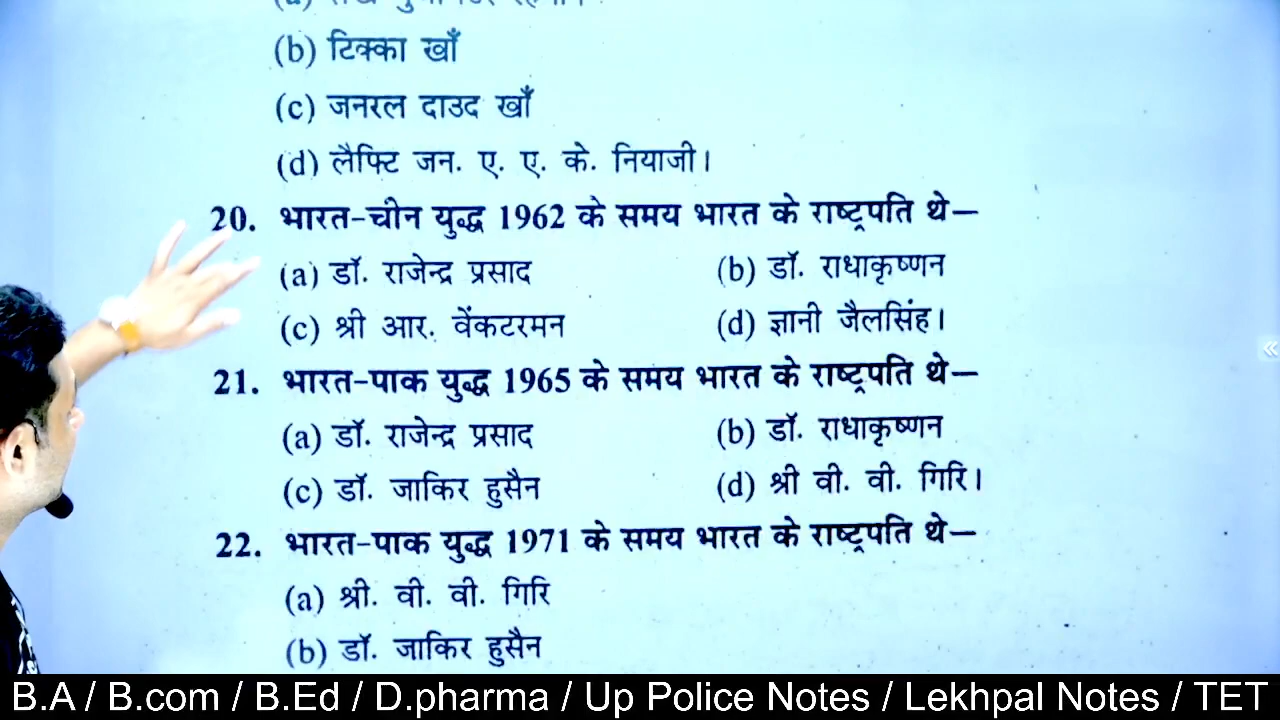 (b) टिक्का खाँ
(c) जनरल दाउद खाँ
(d) लैफ्टि जन. ए. ए. के. नियाजी।
20. भारत-चीन युद्ध 1962 के समय भारत के राष्ट्रपति थे—
(a) डॉ. राजेन्द्र प्रसाद (b) डॉ. राधाकृष्णन
(c) श्री आर. वेंकटरमन (d) ज्ञानी जैलसिंह।
21. भारत-पाक युद्ध 1965 के समय भारत के राष्ट्रपति थे—
(a) डॉ. राजेन्द्र प्रसाद (b) डॉ. राधाकृष्णन
(c) डॉ. जाकिर हुसैन (d) श्री वी. वी. गिरि।
22. भारत-पाक युद्ध 1971 के समय भारत के राष्ट्रपति थे—
(a) श्री. वी. वी. गिरि
(b) डॉ. जाकिर हुसैन
B.A / B.com / B.Ed / D.pharma / Up Police Notes / Lekhpal Notes / TET